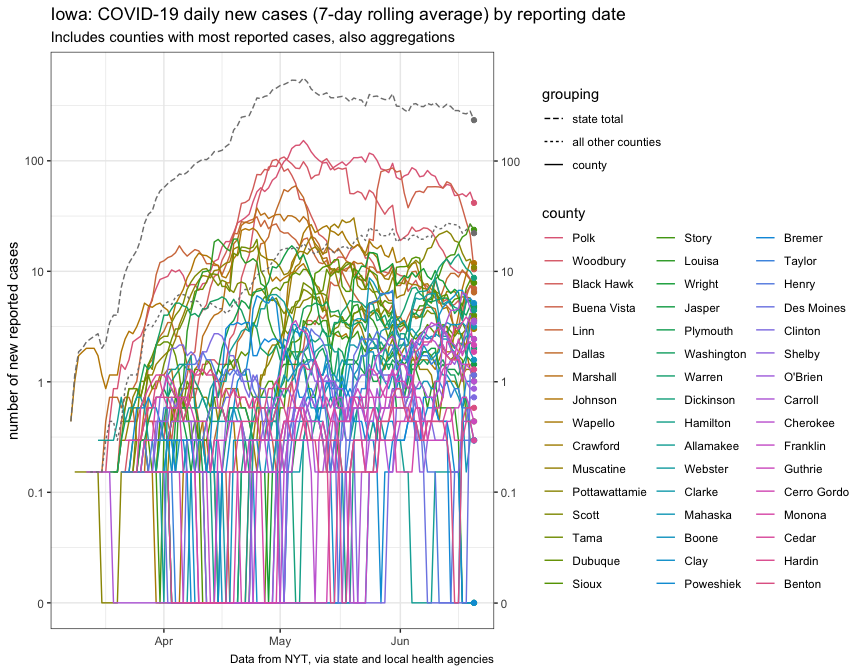 Iowa: COVID-19 daily new cases (7-day rolling average) by reporting date
Includes counties with most reported cases, also aggregations
number of new reported cases
100
10
1
0.1
0
100
10
1
0.1
0
Apr May Jun
Data from NYT, via state and local health agencies
grouping
state total
all other counties
county
county
Polk Story Bremer
Woodbury Louisa Taylor
Black Hawk Wright Henry
Buena Vista Jasper Des Moines
Linn Plymouth Clinton
Dallas Washington Shelby
Marshall Warren O'Brien
Johnson Dickinson Carroll
Wapello Hamilton Cherokee
Crawford Allamakee Franklin
Muscatine Webster Guthrie
Pottawattamie Clarke Cerro Gordo
Scott Mahaska Monona
Tama Boone Cedar
Dubuque Clay Hardin
Sioux Poweshiek Benton